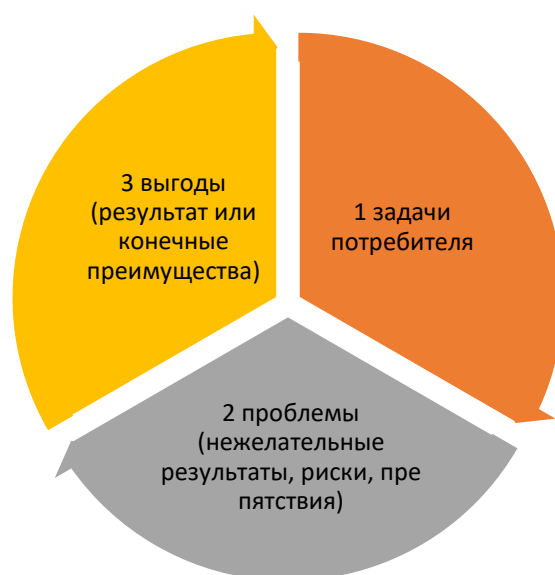 3 выгоды
(результат или
конечные
преимущества)
1 задачи
потребителя
2 проблемы
(нежелательные
результаты, риски, пре
пятствия)